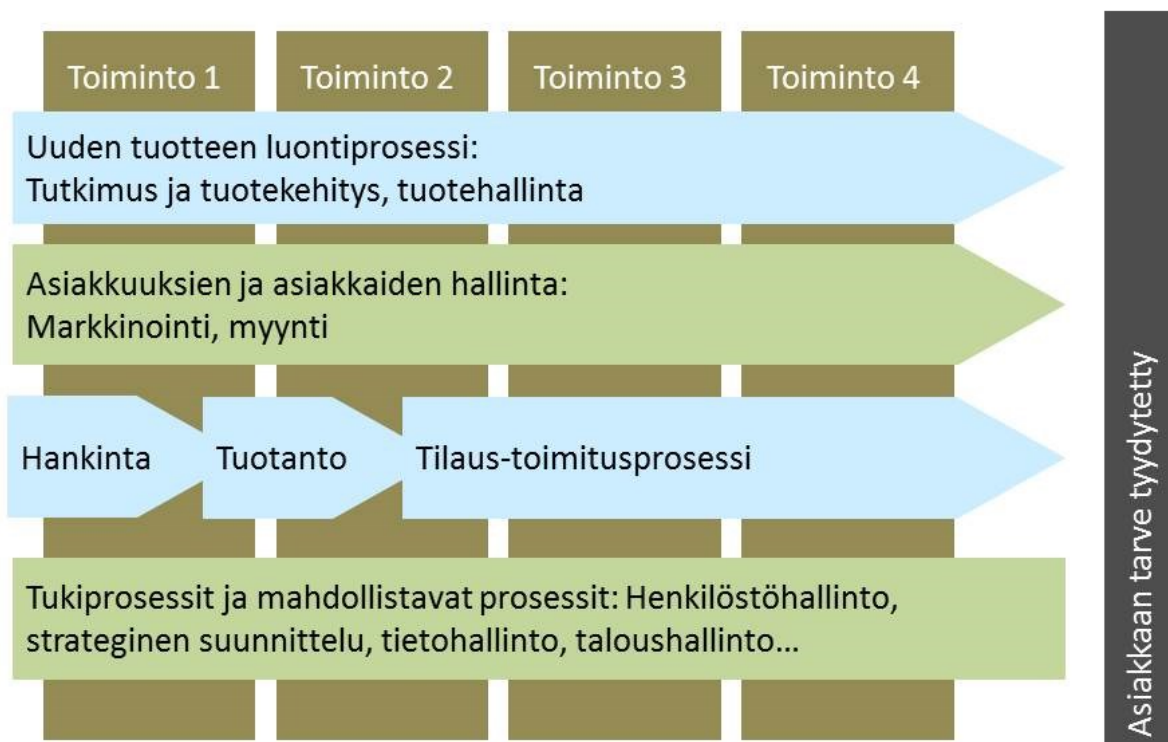 Toiminto 1
Toiminto 2
Toiminto 3
Toiminto 4
Uuden tuotteen luontiprosessi:
Tutkimus ja tuotekehitys, tuotehallinta
Asiakkuuksien ja asiakkaiden hallinta:
Markkinointi, myynti
Hankinta
Tuotanto
Tilaus-toimitusprosessi
Tukiprosessit ja mahdollistavat prosessit: Henkilöstöhallinto,
strateginen suunnittelu, tietohallinto, taloushallinto...
Asiakkaan tarve tyydytetty